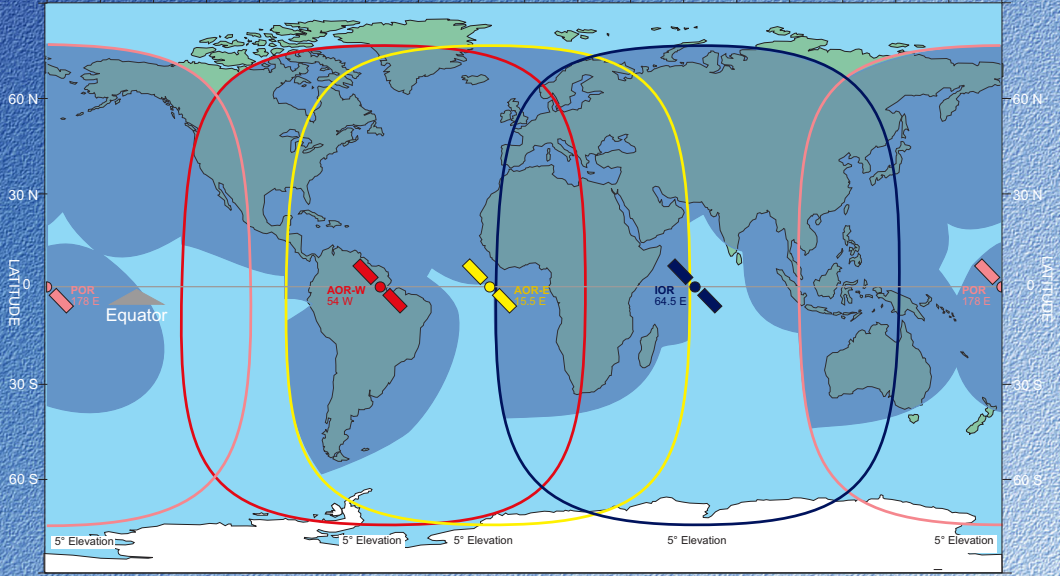 60 N
60 N
30 N
30 N
LATITUDE
0
LATITUDE
POR
178 E
AOR-W
54 W
AOR-E
15.5 E
IOR
64.5 E
POR
178 E
Equator
30 S
30 S
60 S
60 S
5° Elevation
5° Elevation
5° Elevation
5° Elevation
5° Elevation